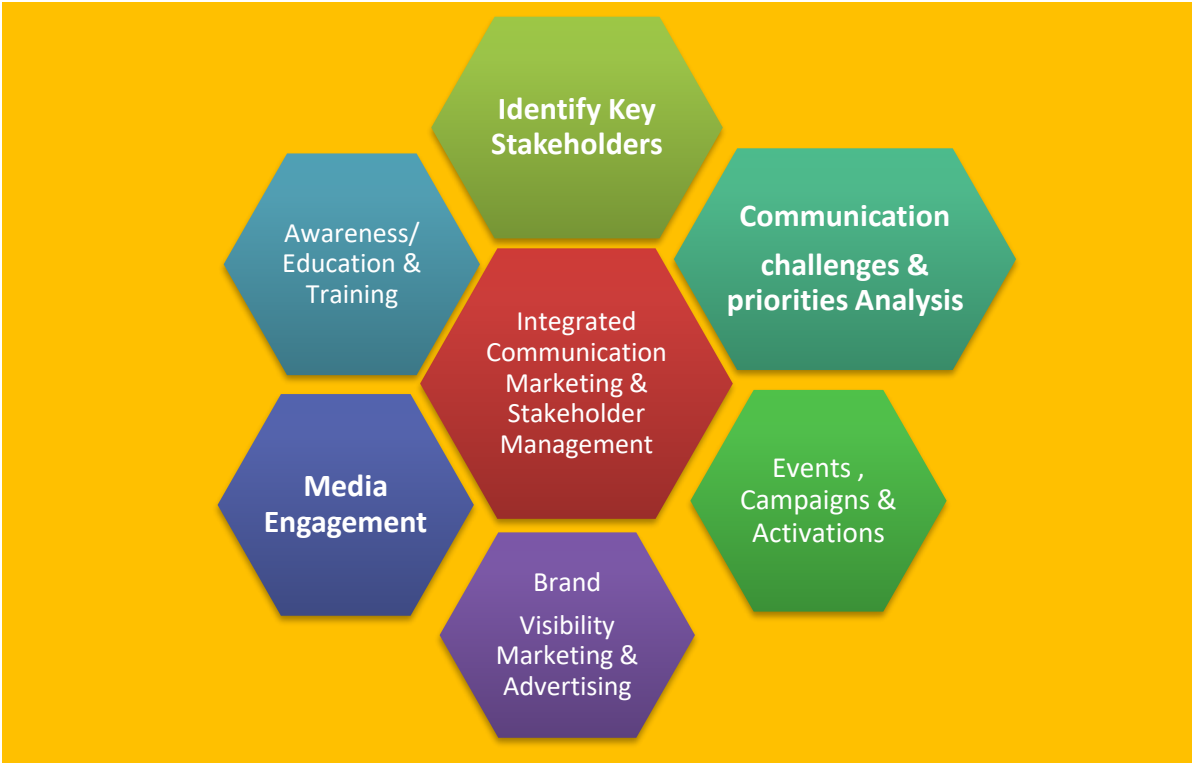 Identify Key
Stakeholders
Communication
challenges &
priorities Analysis
Events ,
Campaigns &
Activations
Brand
Visibility
Marketing &
Advertising
Media
Engagement
Awareness/
Education &
Training
Integrated
Communication
Marketing &
Stakeholder
Management